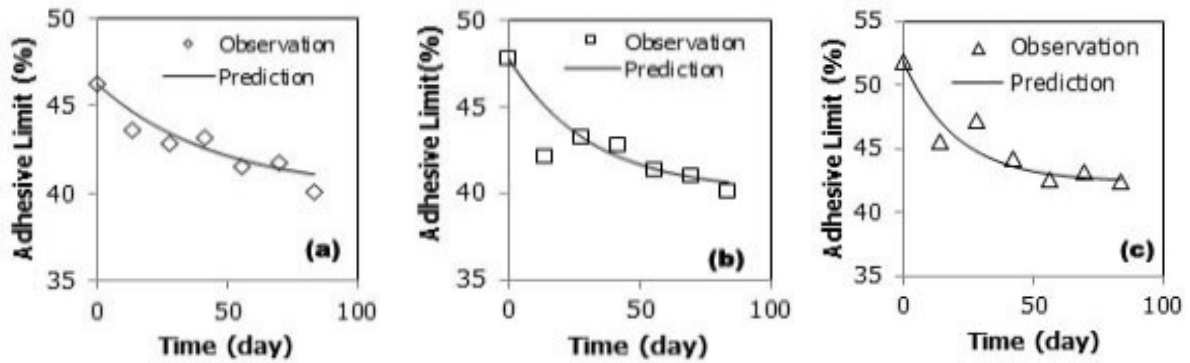 50
45
40
35
Adhesive Limit (%)
Observation
Prediction
(a)
0
50
100
Time (day)
50
45
40
35
Adhesive Limit(%)
Observation
Prediction
(b)
0
50
100
Time (day)
55
50
45
40
35
Adhesive Limit (%)
Observation
Prediction
(c)
0
50
100
Time (day)